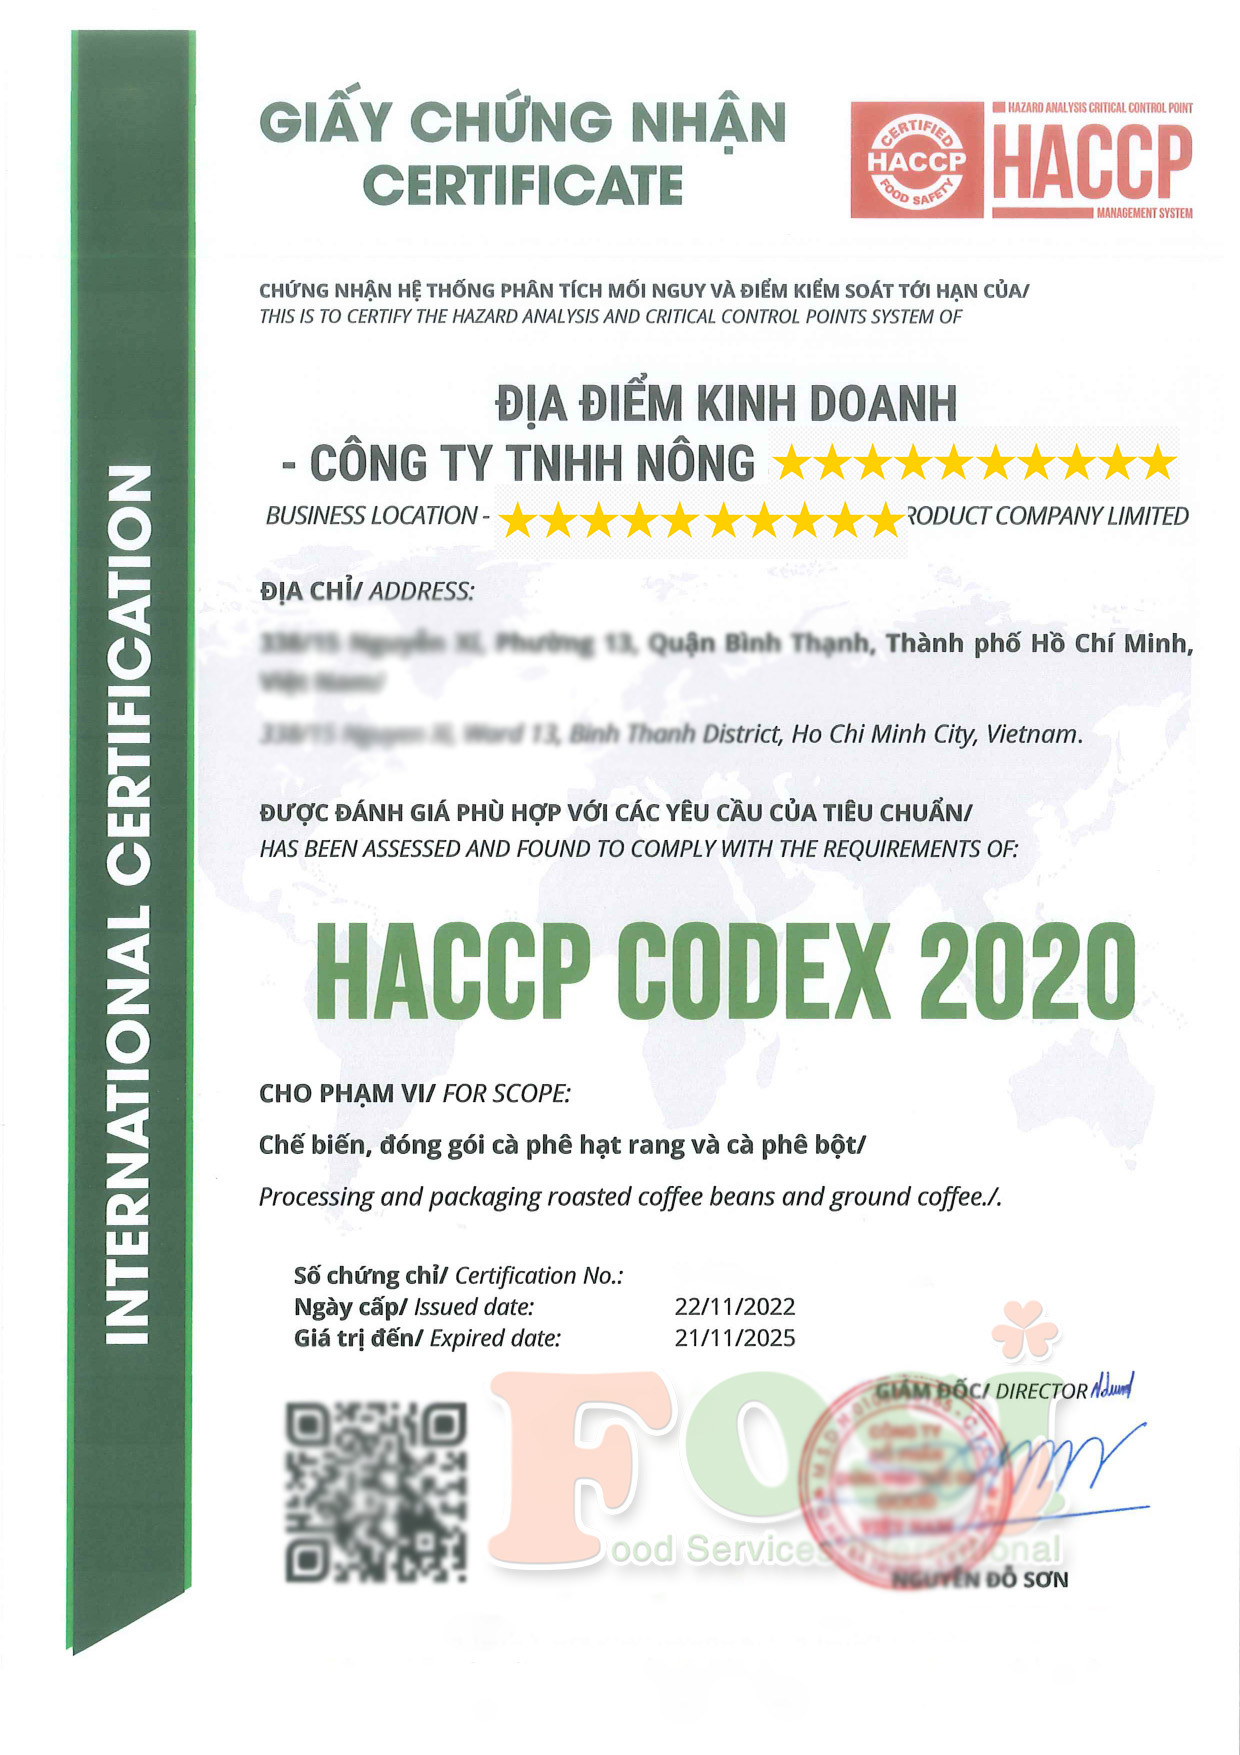 INTERNATIONAL CERTIFICATION
GIẤY CHỨNG NHẬN
CERTIFICATE
CERTIFIED
HACCP
FOOD SAFETY
HAZARD ANALYSIS CRITICAL CONTROL POINT
HACCP
MANAGEMENT SYSTEM
CHỨNG NHẬN HỆ THỐNG PHÂN TÍCH MỐI NGUY VÀ ĐIỂM KIỂM SOÁT TỚI HẠN CỦA/
THIS IS TO CERTIFY THE HAZARD ANALYSIS AND CRITICAL CONTROL POINTS SYSTEM OF
ĐỊA ĐIỂM KINH DOANH
- CÔNG TY TNHH NÔNG
BUSINESS LOCATION - RODUCT COMPANY LIMITED
ĐỊA CHỈ/ ADDRESS:
Quận Bình Thạnh, Thành phố Hồ Chí Minh,
Binh Thanh District, Ho Chi Minh City, Vietnam.
ĐƯỢC ĐÁNH GIÁ PHÙ HỢP VỚI CÁC YÊU CẦU CỦA TIÊU CHUẨN/
HAS BEEN ASSESSED AND FOUND TO COMPLY WITH THE REQUIREMENTS OF:
HACCP CODEX 2020
CHO PHẠM VI/ FOR SCOPE:
Chế biến, đóng gói cà phê hạt rang và cà phê bột/
Processing and packaging roasted coffee beans and ground coffee./.
Số chứng chỉ/ Certification No.:
Ngày cấp/ Issued date: 22/11/2022
Giá trị đến/ Expired date: 21/11/2025
GIÁM ĐỐC/ DIRECTOR
FOSI
Food Services
NGUYỄN ĐỖ SƠN